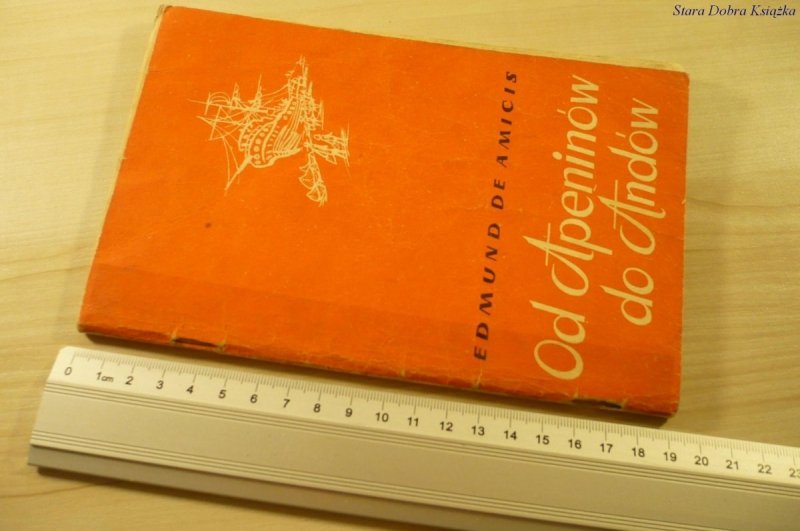 Stara Dobra Książka
EDMUND DE AMICIS
Od Apeninów
do Andów
0 1cm 2 3 4 5 6 7 8 9 10 11 12 13 14 15 16 17 18 19 20 21 22 23